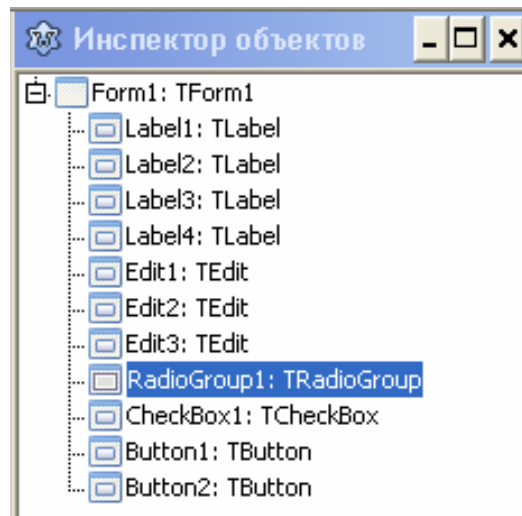 Инспектор объектов
Form1: TForm1
Label1: TLabel
Label2: TLabel
Label3: TLabel
Label4: TLabel
Edit1: TEdit
Edit2: TEdit
Edit3: TEdit
RadioGroup1: TRadioGroup
CheckBox1: TCheckBox
Button1: TButton
Button2: TButton